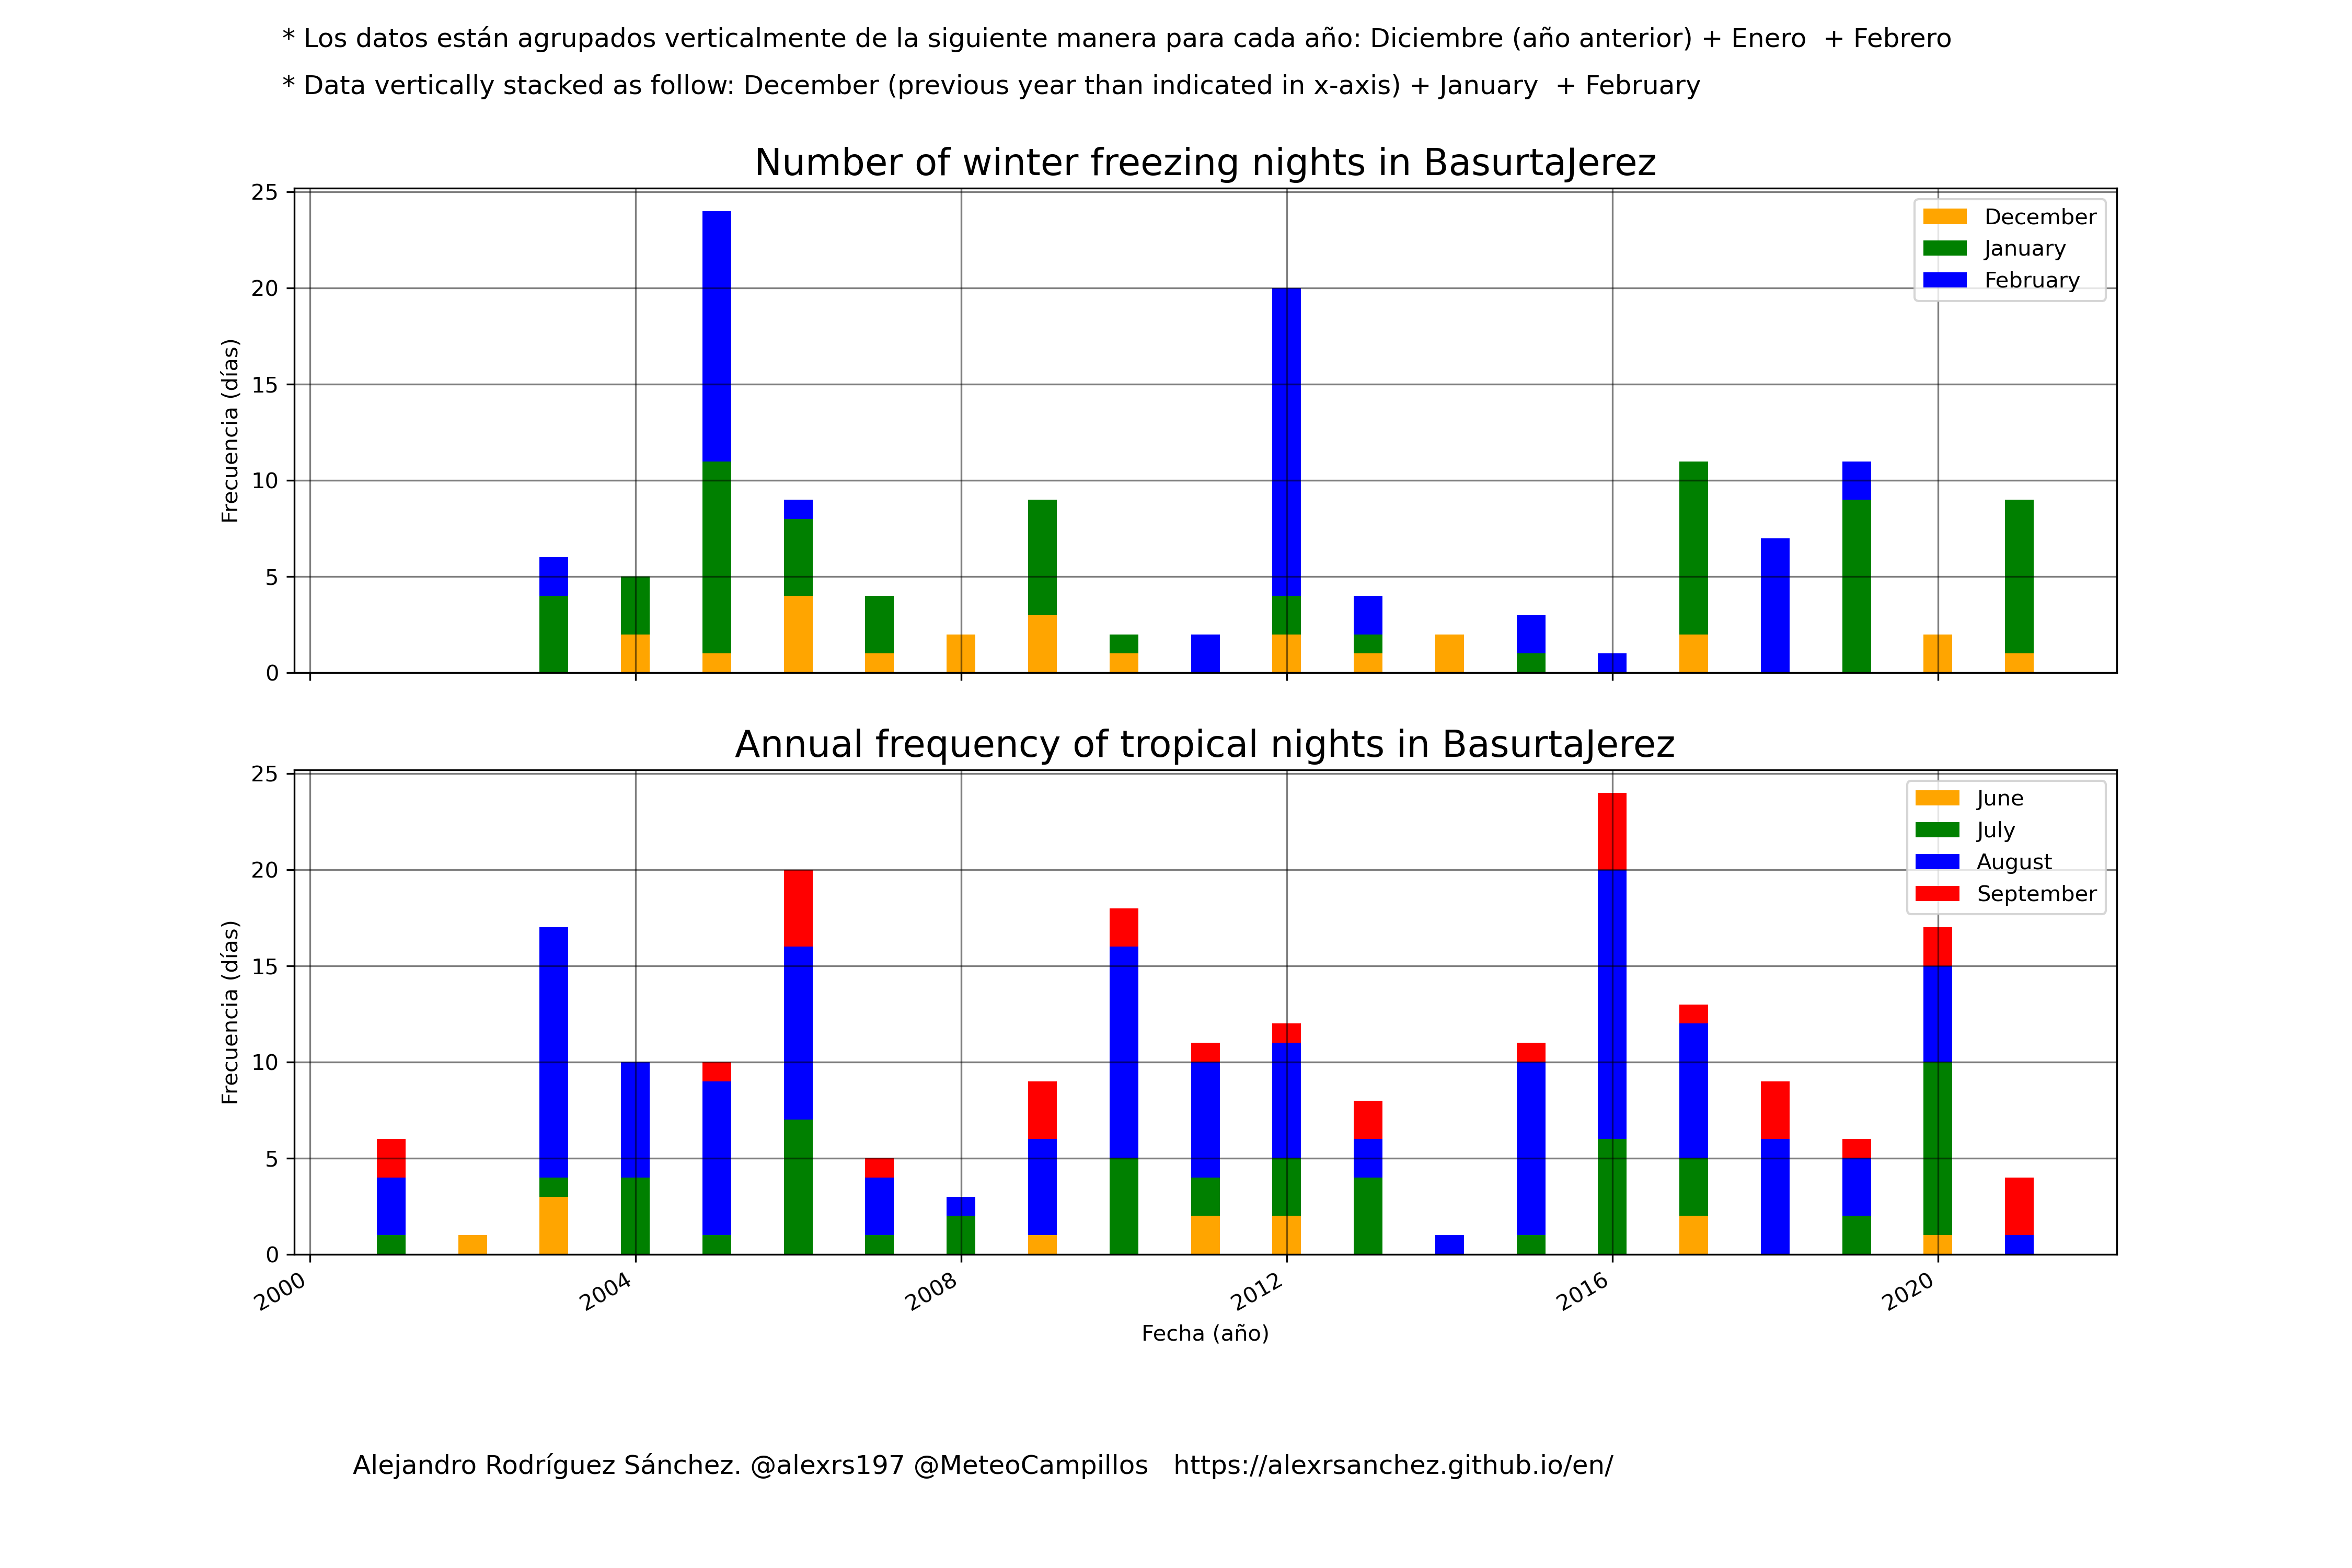 * Los datos están agrupados verticalmente de la siguiente manera para cada año: Diciembre (año anterior) + Enero  + Febrero
* Data vertically stacked as follow: December (previous year than indicated in x-axis) + January  + February
Number of winter freezing nights in BasurtaJerez
25
20
15
10
5
0
Frecuencia (días)
December
January
February
Annual frequency of tropical nights in BasurtaJerez
25
20
15
10
5
0
Frecuencia (días)
June
July
August
September
2000 2004 2008 2012 2016 2020
Fecha (año)
Alejandro Rodríguez Sánchez. @alexrs197 @MeteoCampillos   https://alexrsanchez.github.io/en/